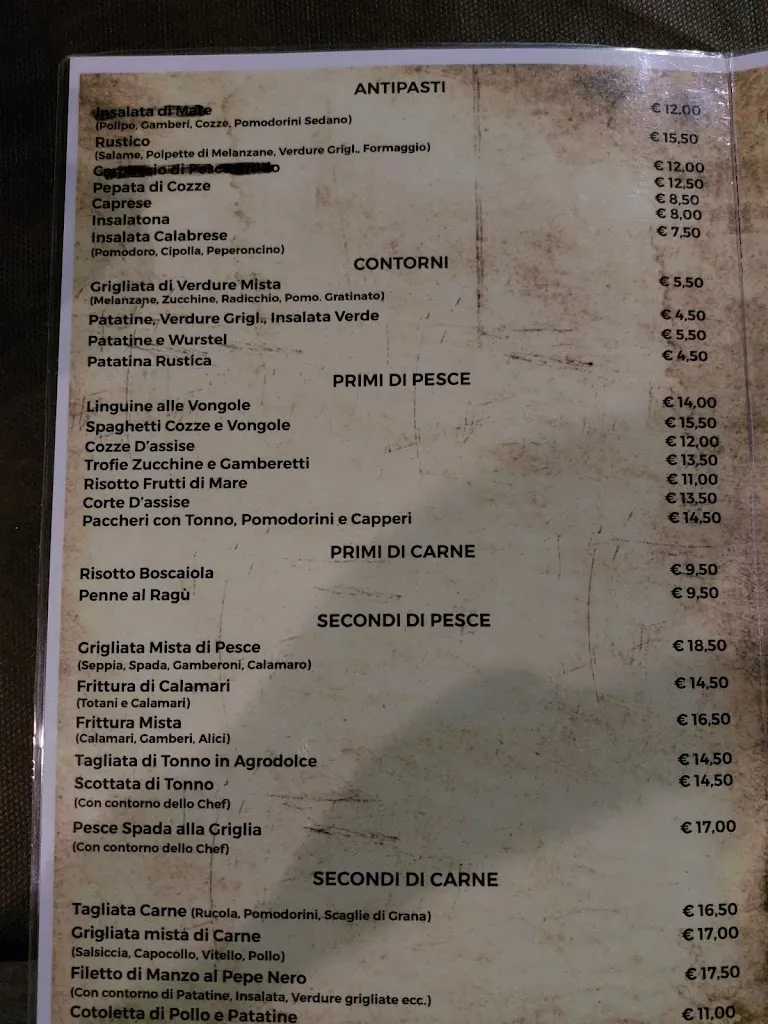 ANTIPASTI
Insalata di Mare € 12,00
(Polipo, Gamberi, Cozze, Pomodorini Sedano)
Rustico € 15,50
(Salame, Polpette di Melanzane, Verdure Grigl., Formaggio)
di € 12,00
Pepata di Cozze € 12,50
Caprese € 8,50
Insalatona € 8,00
Insalata Calabrese € 7,50
(Pomodoro, Cipolla, Peperoncino)
CONTORNI
Grigliata di Verdure Mista € 5,50
(Melanzane, Zucchine, Radicchio, Pomo. Gratinato)
Patatine, Verdure Grigl., Insalata Verde € 4,50
Patatine e Wurstel € 5,50
Patatina Rustica € 4,50
PRIMI DI PESCE
Linguine alle Vongole € 14,00
Spaghetti Cozze e Vongole € 15,50
Cozze D'assise € 12,00
Trofie Zucchine e Gamberetti € 13,50
Risotto Frutti di Mare € 11,00
Corte D'assise € 13,50
Paccheri con Tonno, Pomodorini e Capperi € 14,50
PRIMI DI CARNE
Risotto Boscaiola € 9,50
Penne al Ragù € 9,50
SECONDI DI PESCE
Grigliata Mista di Pesce € 18,50
(Seppia, Spada, Gamberoni, Calamaro)
Frittura di Calamari € 14,50
(Totani e Calamari)
Frittura Mista € 16,50
(Calamari, Gamberi, Alici)
Tagliata di Tonno in Agrodolce € 14,50
Scottata di Tonno € 14,50
(Con contorno dello Chef)
Pesce Spada alla Griglia € 17,00
(Con contorno dello Chef)
SECONDI DI CARNE
Tagliata Carne (Rucola, Pomodorini, Scaglie di Grana) € 16,50
Grigliata mista di Carne € 17,00
(Salsiccia, Capocollo, Vitello, Pollo)
Filetto di Manzo al Pepe Nero € 17,50
(Con contorno di Patatine, Insalata, Verdure grigliate ecc.)
Cotoletta di Pollo e Patatine € 11,00